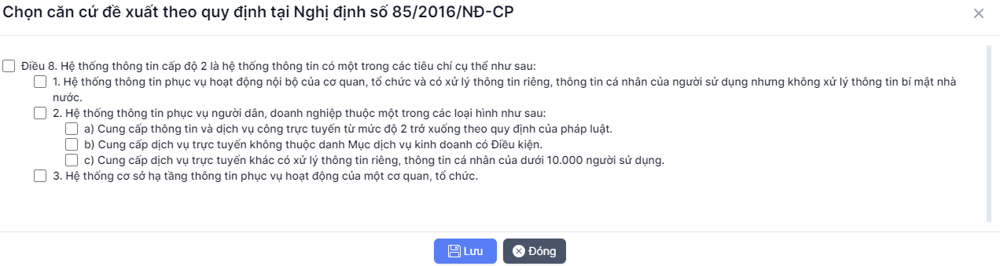 Chọn căn cứ đề xuất theo quy định tại Nghị định số 85/2016/NĐ-CP
Điều 8. Hệ thống thông tin cấp độ 2 là hệ thống thông tin có một trong các tiêu chí cụ thể như sau:
1. Hệ thống thông tin phục vụ hoạt động nội bộ của cơ quan, tổ chức và có xử lý thông tin riêng, thông tin cá nhân của người sử dụng nhưng không xử lý thông tin bí mật nhà
nước.
2. Hệ thống thông tin phục vụ người dân, doanh nghiệp thuộc một trong các loại hình như sau:
a) Cung cấp thông tin và dịch vụ công trực tuyến từ mức độ 2 trở xuống theo quy định của pháp luật.
b) Cung cấp dịch vụ trực tuyến không thuộc danh Mục dịch vụ kinh doanh có Điều kiện.
c) Cung cấp dịch vụ trực tuyến khác có xử lý thông tin riêng, thông tin cá nhân của dưới 10.000 người sử dụng.
3. Hệ thống cơ sở hạ tầng thông tin phục vụ hoạt động của một cơ quan, tổ chức.
Lưu Đóng